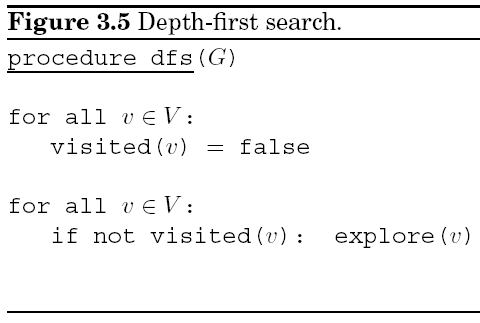 Figure 3.5 Depth-first search.
procedure dfs(G)
for all v ∈ V:
visited(v) = false
for all v ∈ V:
if not visited(v): explore(v)